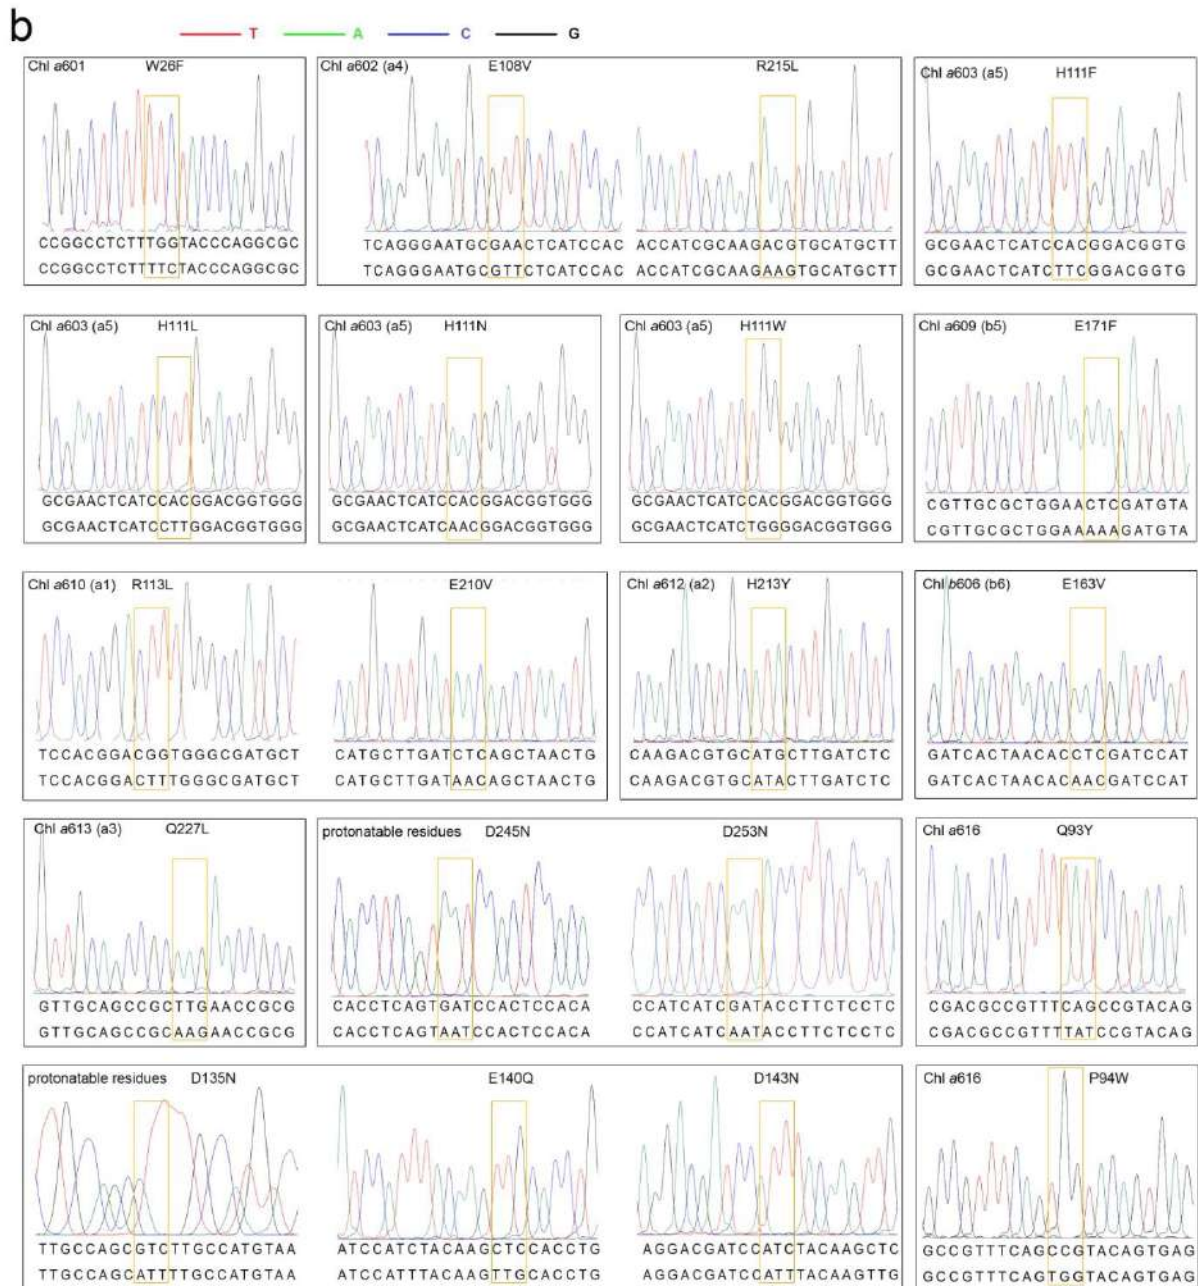 b
T A C G
Chl a601 W26F
CCGGCCTCTTTGGTACCCAGGCGC
CCGGCCTCTTTTCTACCCAGGCGC
Chl a602 (a4) E108V R215L
TCAGGGAATGCGAACTCATCCAC ACCATCGCAAGACGTGCATGCTT
TCAGGGAATGCGTTCTCATCCAC ACCATCGCAAGAAGTGCATGCTT
Chl a603 (a5) H111F
GCGAACTCATCCACGGACGGTG
GCGAACTCATCTTCGGACGGTG
Chl a603 (a5) H111L
GCGAACTCATCCACGGACGGTGGG
GCGAACTCATCCTTGGACGGTGGG
Chl a603 (a5) H111N
GCGAACTCATCCACGGACGGTGGG
GCGAACTCATCAACGGACGGTGGG
Chl a603 (a5) H111W
GCGAACTCATCCACGGACGGTGGG
GCGAACTCATCTGGGGACGGTGGG
Chl a609 (b5) E171F
CGTTGCGCTGGAACTCGATGTA
CGTTGCGCTGGAAAAAGATGTA
Chl a610 (a1) R113L E210V
TCCACGGACGGTGGGCGATGCT CATGCTTGATCTCAGCTAACTG
TCCACGGACTTTGGGCGATGCT CATGCTTGATAACAGCTAACTG
Chl a612 (a2) H213Y
CAAGACGTGCATGCTTGATCTC
CAAGACGTGCATACTTGATCTC
Chl b606 (b6) E163V
GATCACTAACACCTCGATCCAT
GATCACTAACACAACGATCCAT
Chl a613 (a3) Q227L
GTTGCAGCCGCTTGAACCGCG
GTTGCAGCCGCAAGAACCGCG
protonatable residues D245N D253N
CACCTCAGTGATCCACTCCACA CCATCATCGATACCTTCTCCTC
CACCTCAGTAATCCACTCCACA CCATCATCAATACCTTCTCCTC
Chl a616 Q93Y
CGACGCCGTTTCAGCCGTACAG
CGACGCCGTTTTATCCGTACAG
protonatable residues D135N E140Q D143N
TTGCCAGCGTCTTGCCATGTAA ATCCATCTACAAGCTCCACCTG AGGACGATCCATCTACAAGCTC
TTGCCAGCATTTTGCCATGTAA ATCCATTTACAAGTTGCACCTG AGGACGATCCATTTACAAGTTG
Chl a616 P94W
GCCGTTTCAGCCGTACAGTGAG
GCCGTTTCAGTGGTACAGTGAG